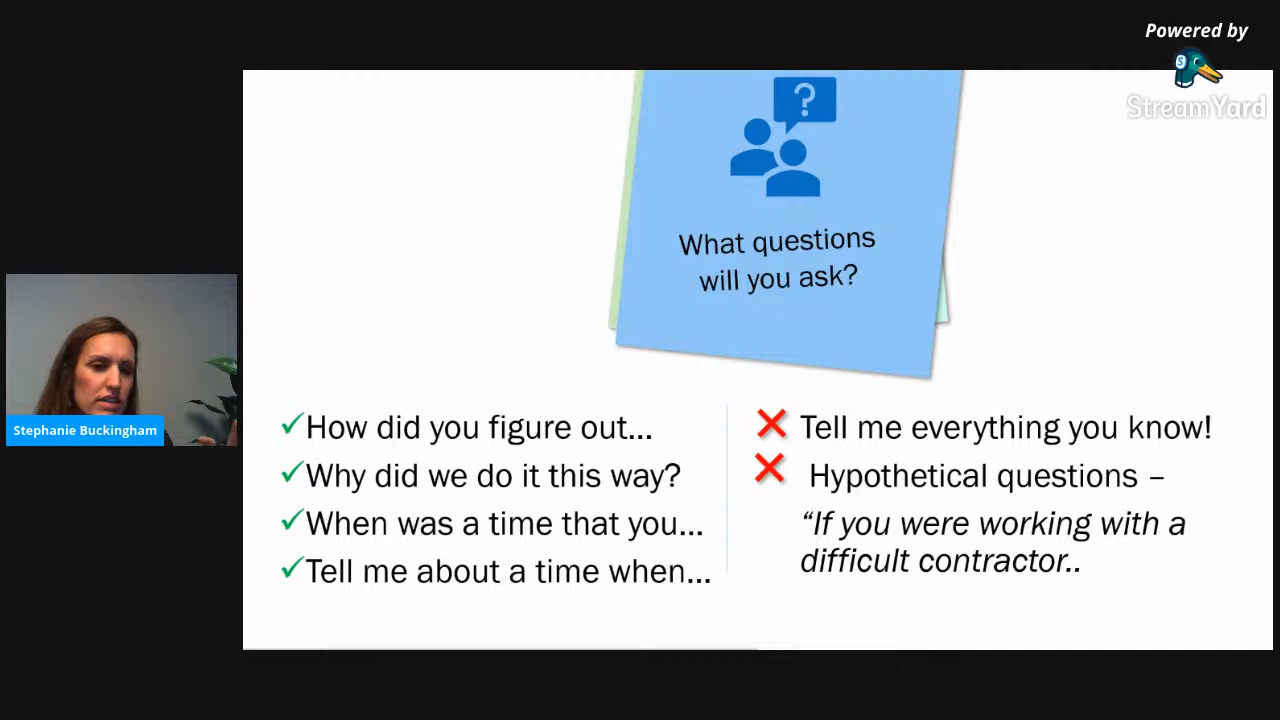 Powered by
StreamYard
What questions
will you ask?
Stephanie Buckingham
How did you figure out...
Why did we do it this way?
When was a time that you...
Tell me about a time when...
Tell me everything you know!
Hypothetical questions –
“If you were working with a
difficult contractor..